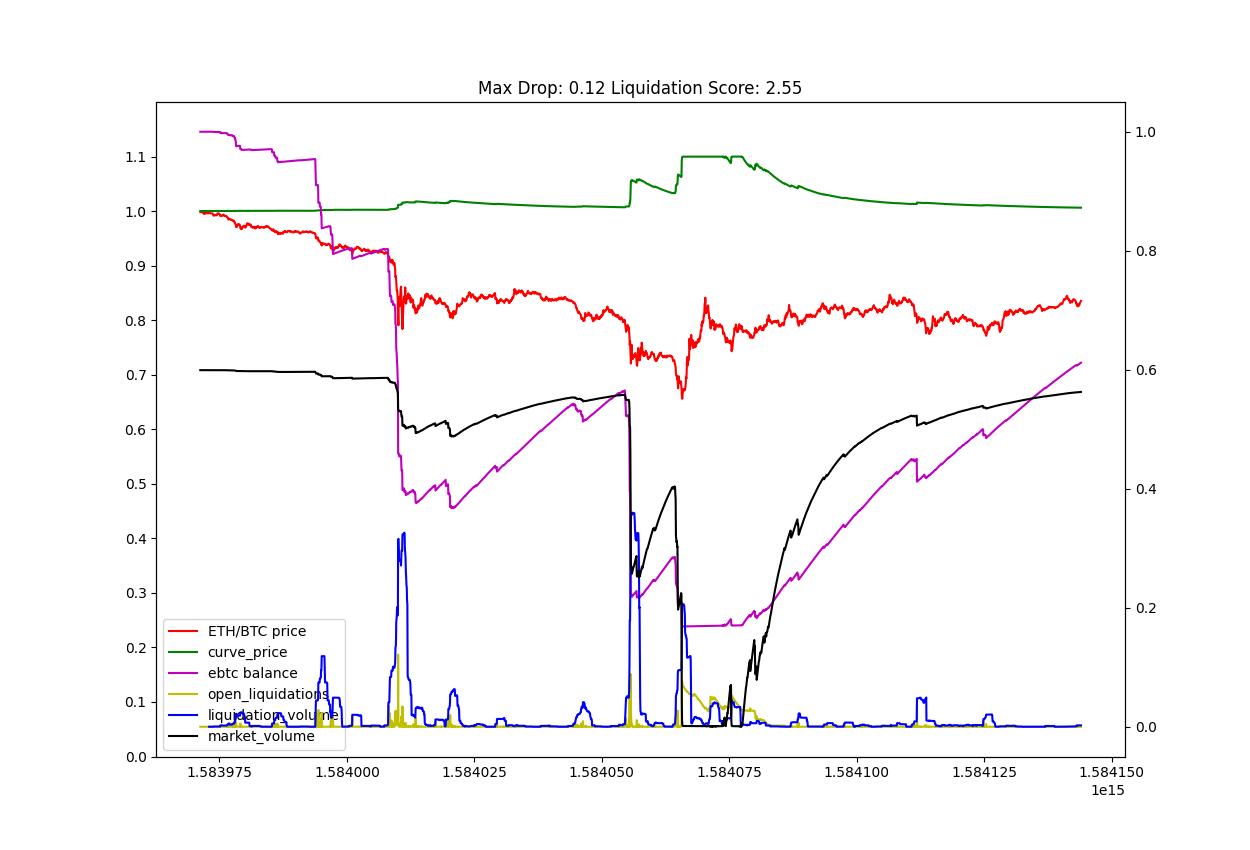 Max Drop: 0.12 Liquidation Score: 2.55
1.1
1.0
0.9
0.8
0.7
0.6
0.5
0.4
0.3
0.2
0.1
0.0
1.0
0.8
0.6
0.4
0.2
0.0
ETH/BTC price
curve_price
ebtc balance
open_liquidations
liquidation_volume
market_volume
1.583975 1.584000 1.584025 1.584050 1.584075 1.584100 1.584125 1.584150
1e15